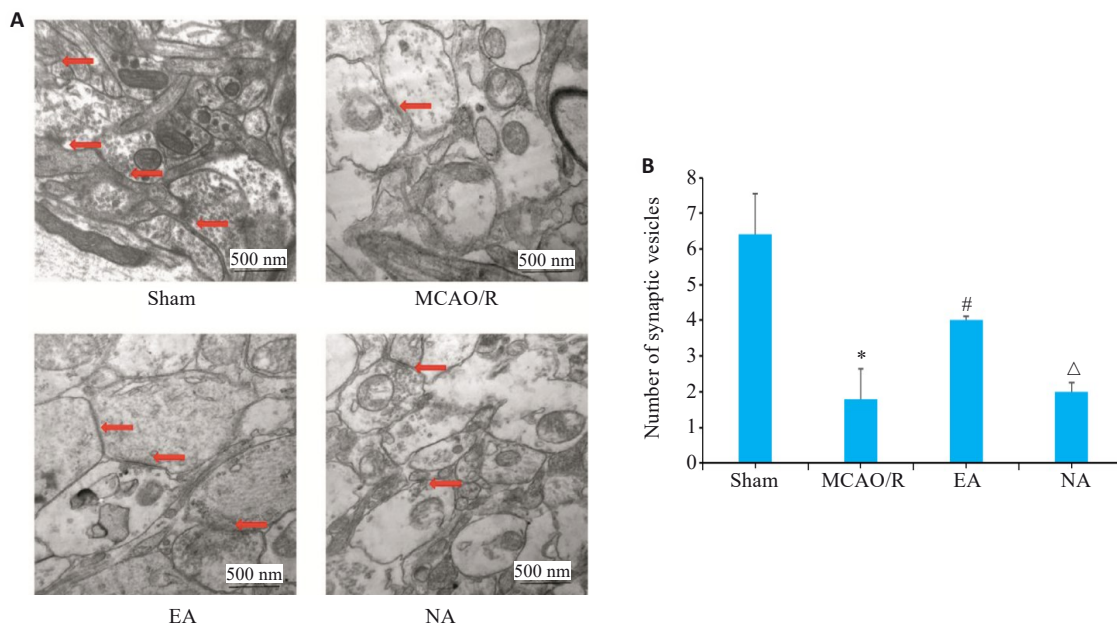 A
500 nm
Sham
500 nm
MCAO/R
500 nm
EA
500 nm
NA
B
Number of synaptic vesicles
8
7
6
5
4
3
2
1
0
*
#
△
Sham
MCAO/R
EA
NA